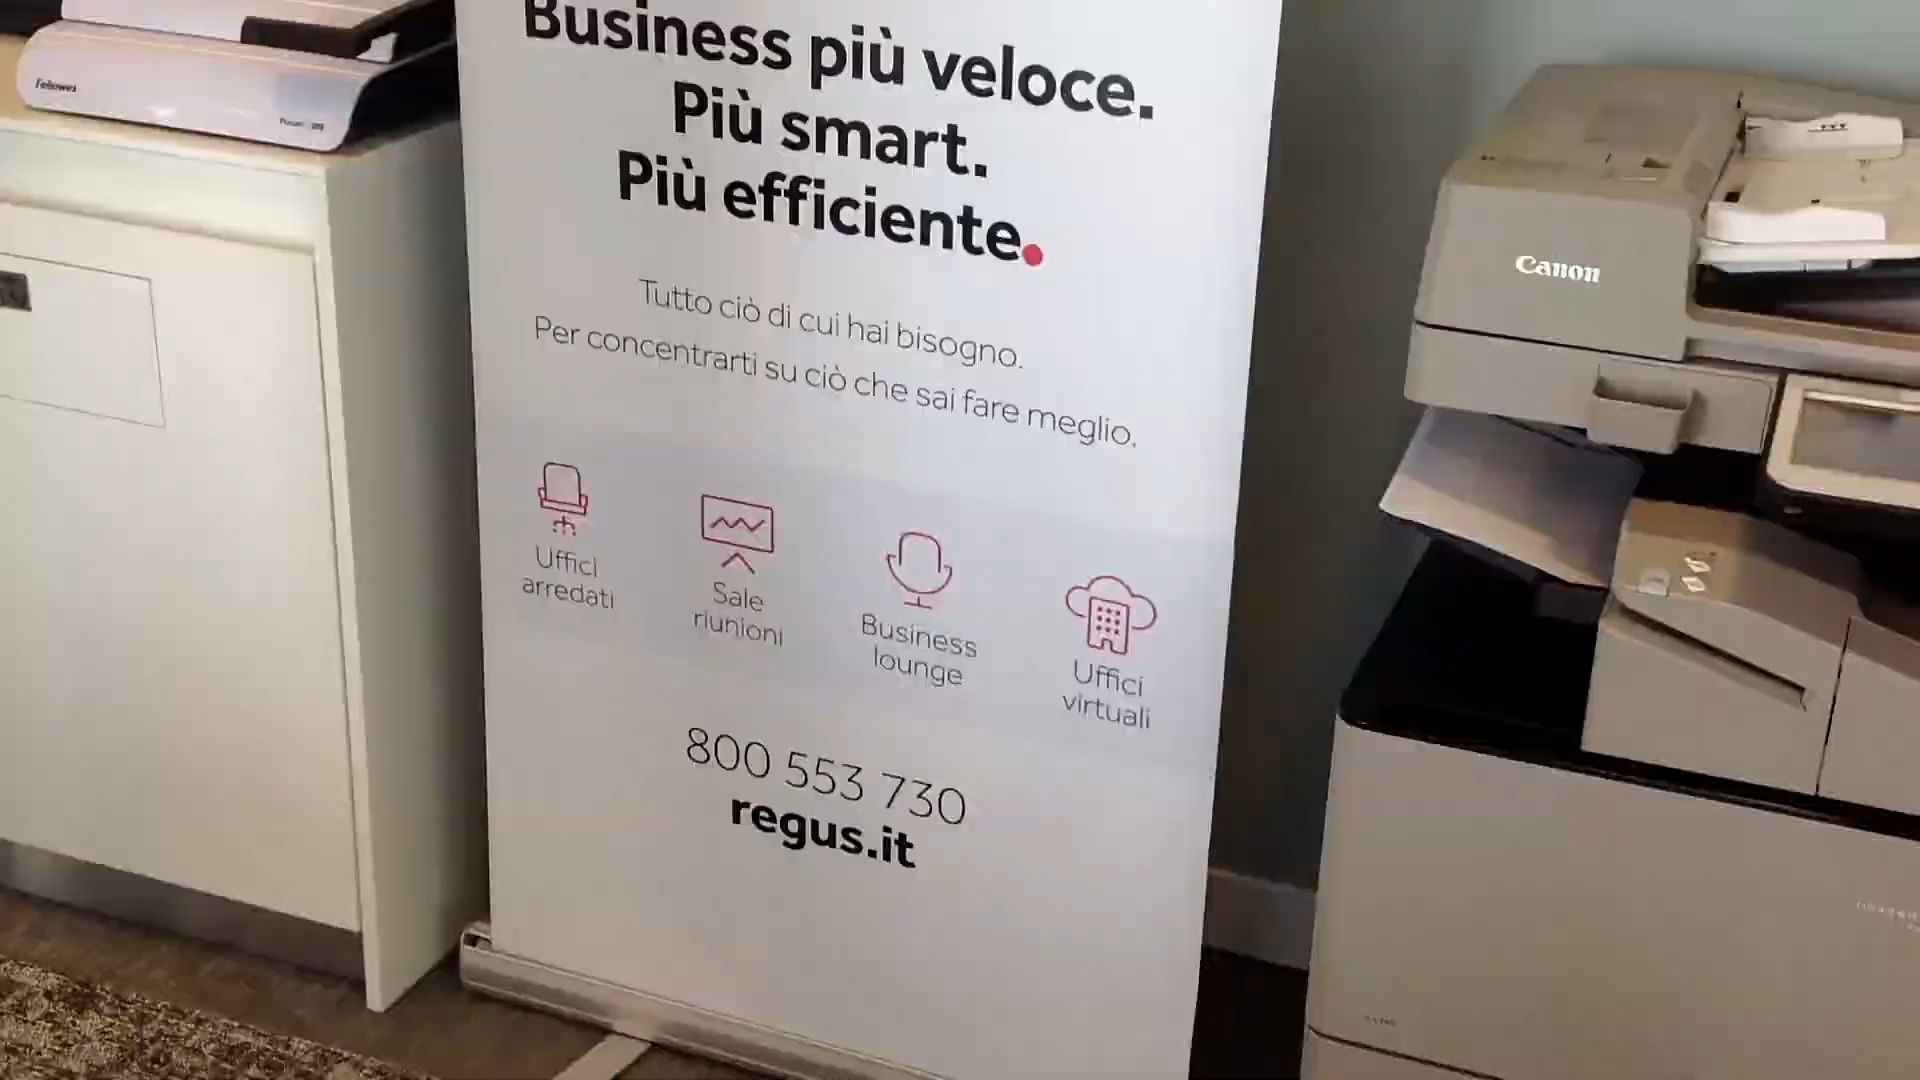 Business più veloce.
Più smart.
Più efficiente.
Tutto ciò di cui hai bisogno.
Per concentrarti su ciò che sai fare meglio.
Uffici
arredati
Sale
riunioni
Business
lounge
Uffici
virtuali
800 553 730
regus.it
Fellowes
Canon